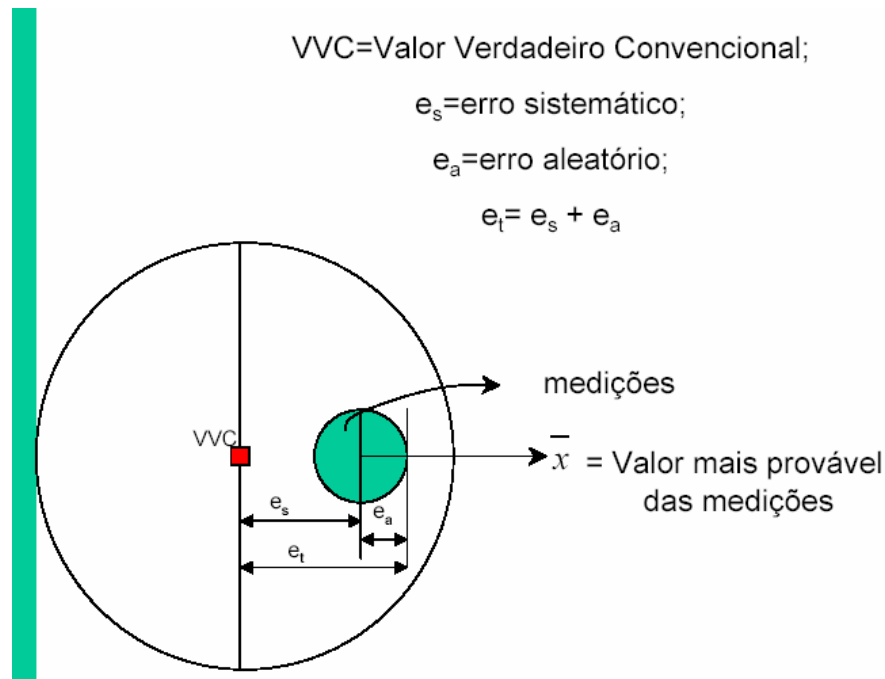 VVC=Valor Verdadeiro Convencional;
es=erro sistemático;
ea=erro aleatório;
et= es + ea
medições
VVC
x̄ = Valor mais provável
das medições
es
ea
et